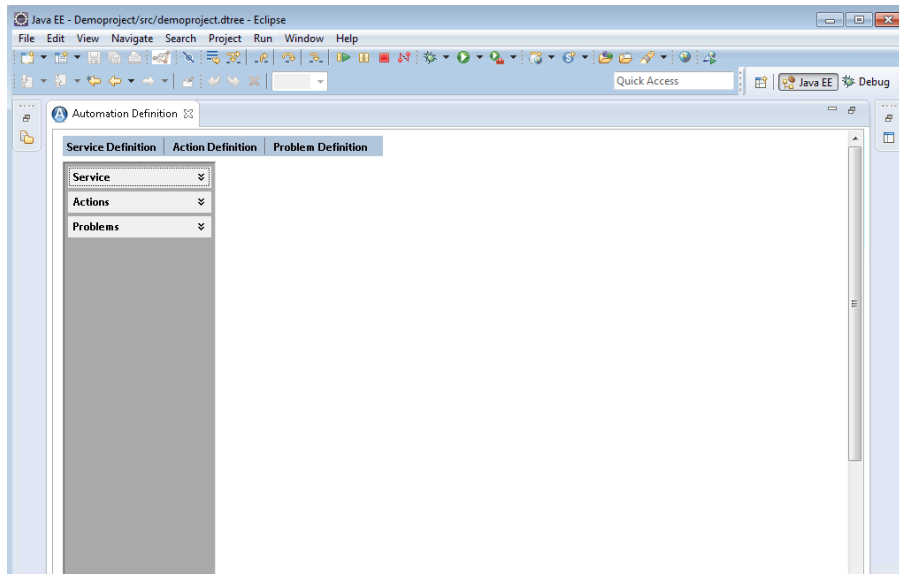 Java EE - Demoproject/src/demoproject.dtree - Eclipse
File Edit View Navigate Search Project Run Window Help
Quick Access
Java EE
Debug
Automation Definition
Service Definition
Action Definition
Problem Definition
Service
Actions
Problems